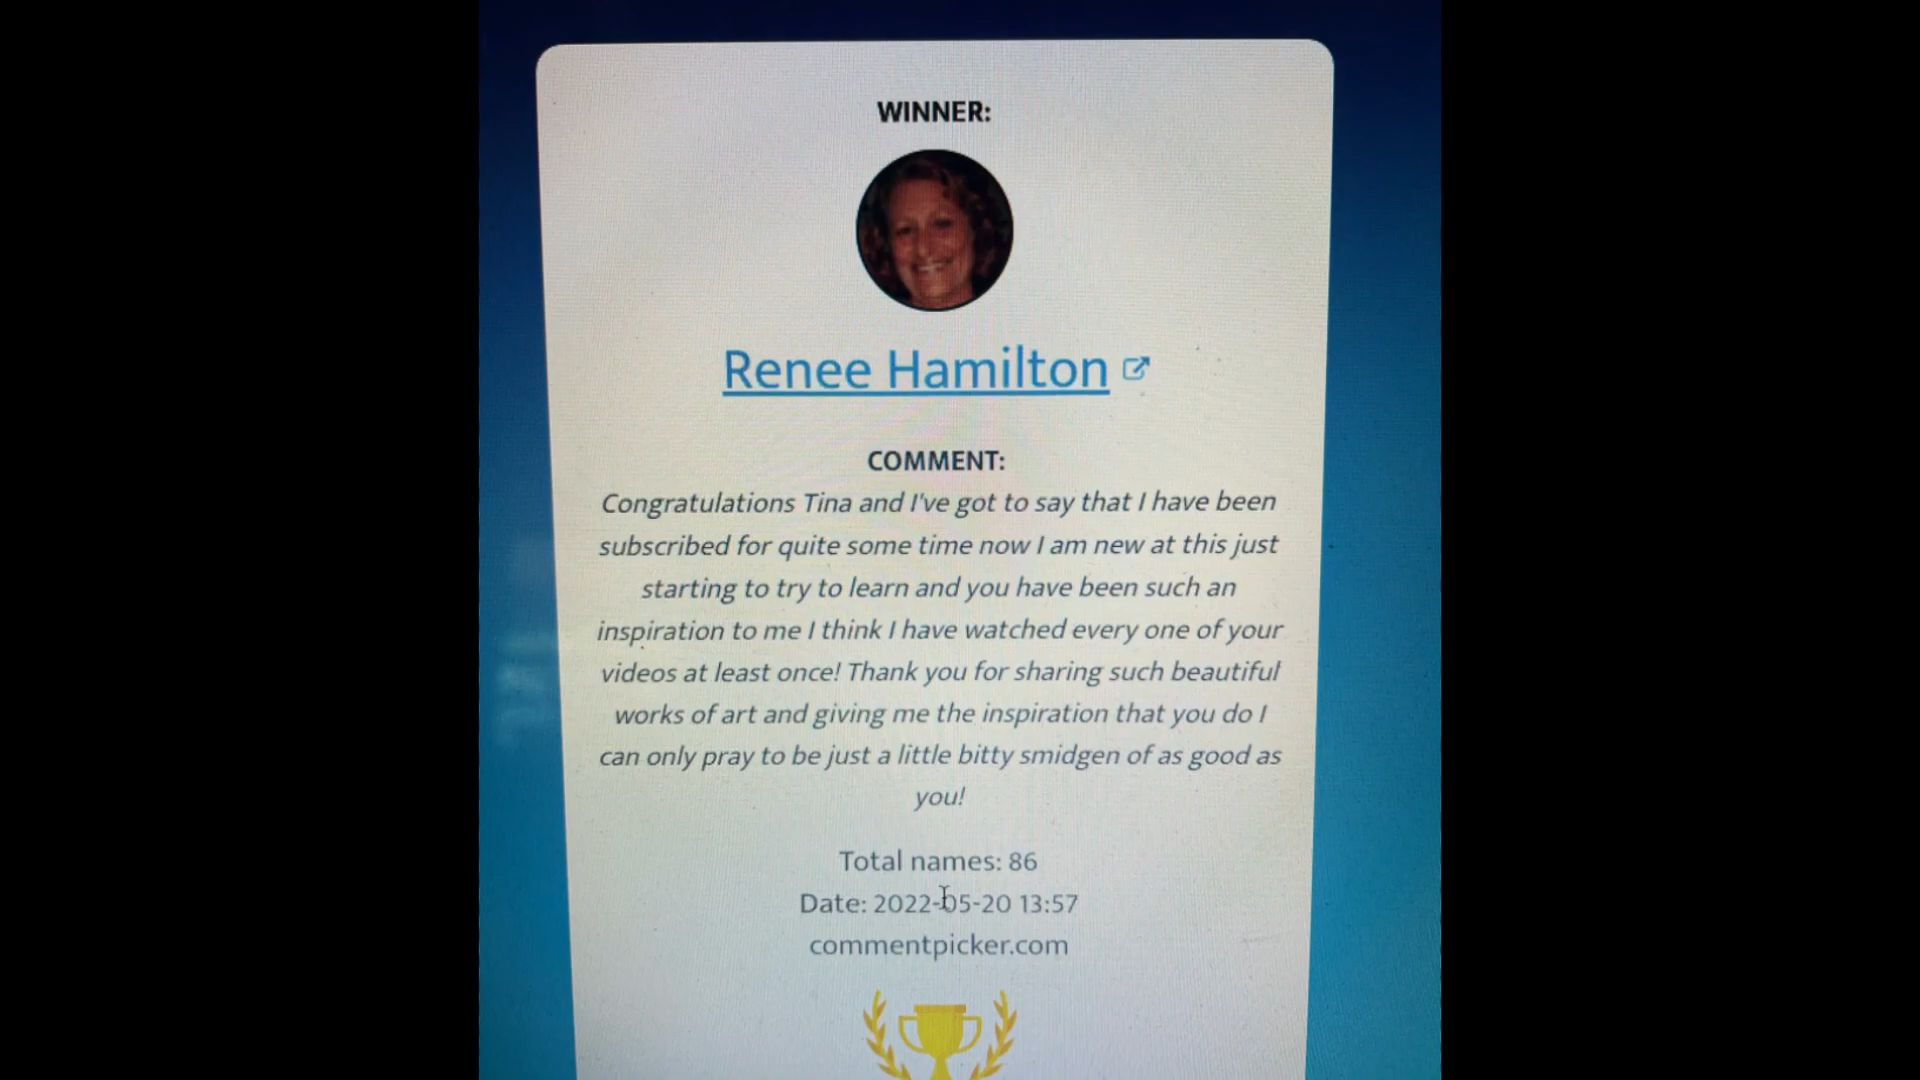 WINNER:
Renee Hamilton
COMMENT:
Congratulations Tina and I've got to say that I have been
subscribed for quite some time now I am new at this just
starting to try to learn and you have been such an
inspiration to me I think I have watched every one of your
videos at least once! Thank you for sharing such beautiful
works of art and giving me the inspiration that you do I
can only pray to be just a little bitty smidgen of as good as
you!
Total names: 86
Date: 2022-05-20 13:57
commentpicker.com